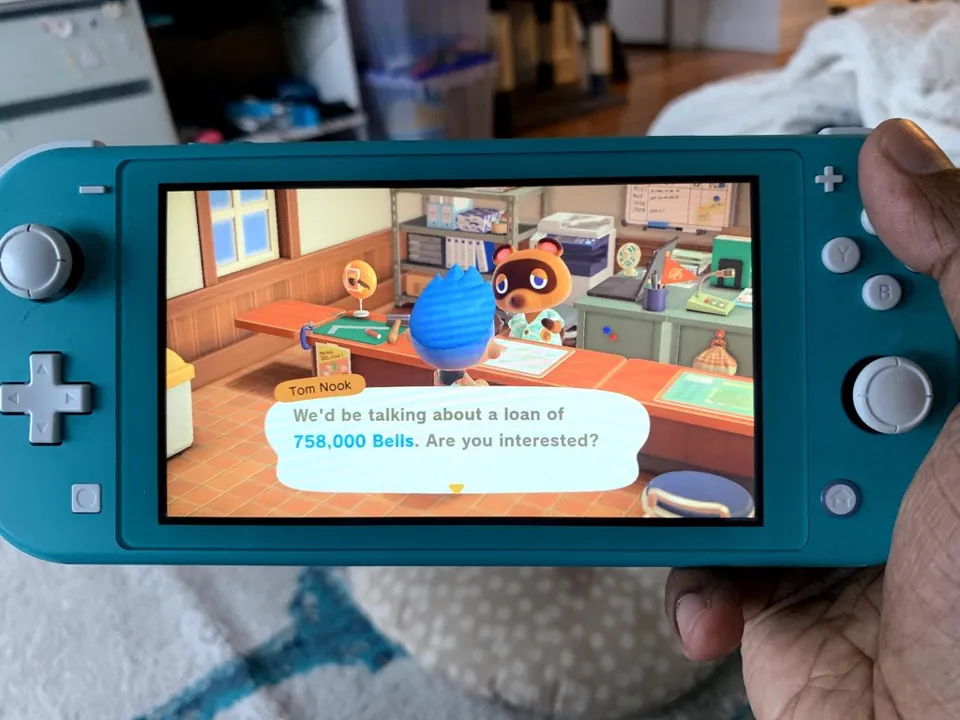 Tom Nook
We'd be talking about a loan of
758,000 Bells. Are you interested?
Y
B